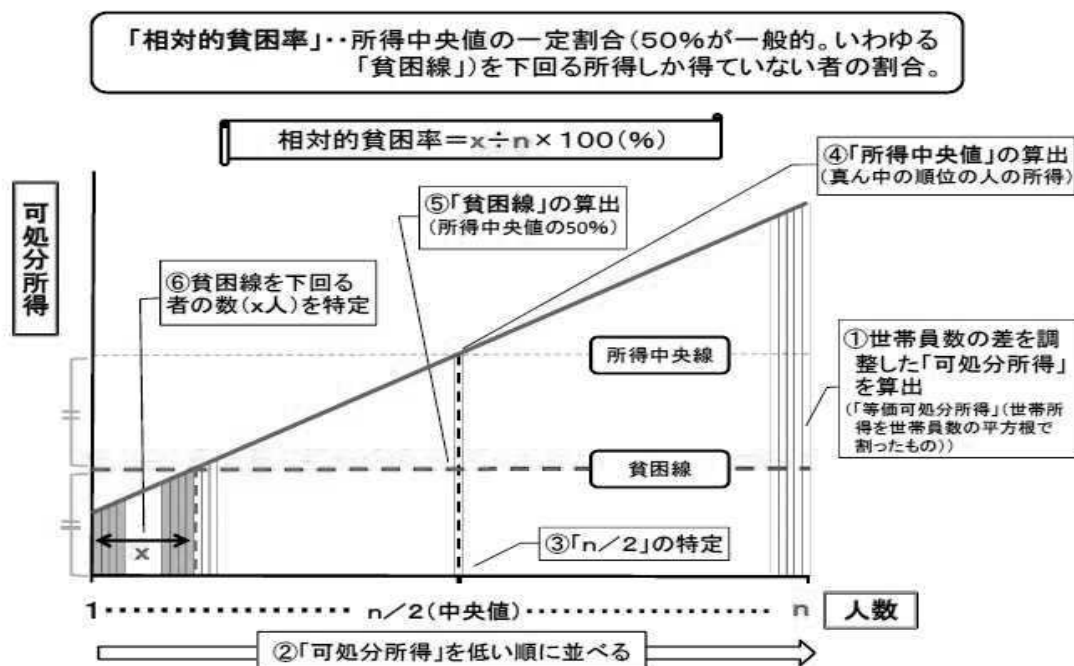 「相対的貧困率」‥所得中央値の一定割合(50%が一般的。いわゆる
「貧困線」)を下回る所得しか得ていない者の割合。
相対的貧困率=x÷n×100(%)
④「所得中央値」の算出
(真ん中の順位の人の所得)
可処分所得
⑤「貧困線」の算出
(所得中央値の50%)
⑥貧困線を下回る
者の数(x人)を特定
所得中央線
①世帯員数の差を調
整した「可処分所得」
を算出
(「等価可処分所得」(世帯所
得を世帯員数の平方根で
割ったもの))
貧困線
③「n/2」の特定
x
1 ・・・・・・・・・・・・・・ n/2(中央値)・・・・・・・・・・・・・・ n 人数
②「可処分所得」を低い順に並べる